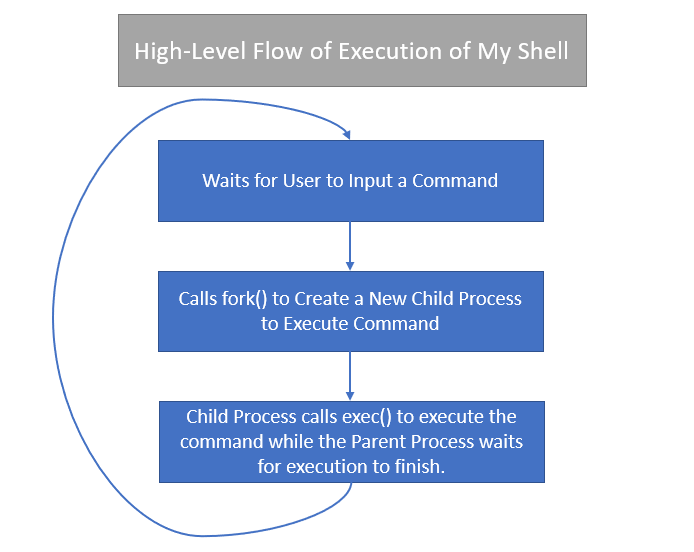 High-Level Flow of Execution of My Shell
Waits for User to Input a Command
Calls fork() to Create a New Child Process
to Execute Command
Child Process calls exec() to execute the
command while the Parent Process waits
for execution to finish.